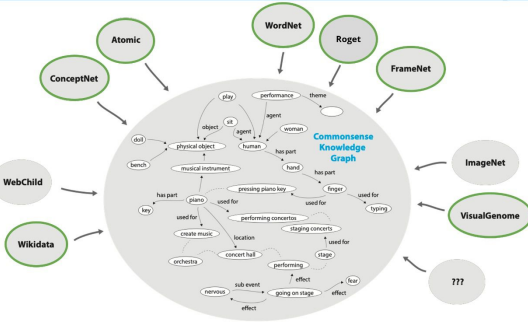 WordNet
Roget
Atomic
FrameNet
ConceptNet
play
performance
theme
sit
agent
object
agent
woman
doll
physical object
human
Commonsense
Knowledge
Graph
has part
bench
musical instrument
hand
has part
ImageNet
WebChild
pressing piano key
finger
has part
piano
used for
used for
key
performing concertos
typing
VisualGenome
used for
staging concerts
Wikidata
create music
location
used for
concert hall
stage
orchestra
performing
???
effect
fear
sub event
nervous
going on stage
effect
effect